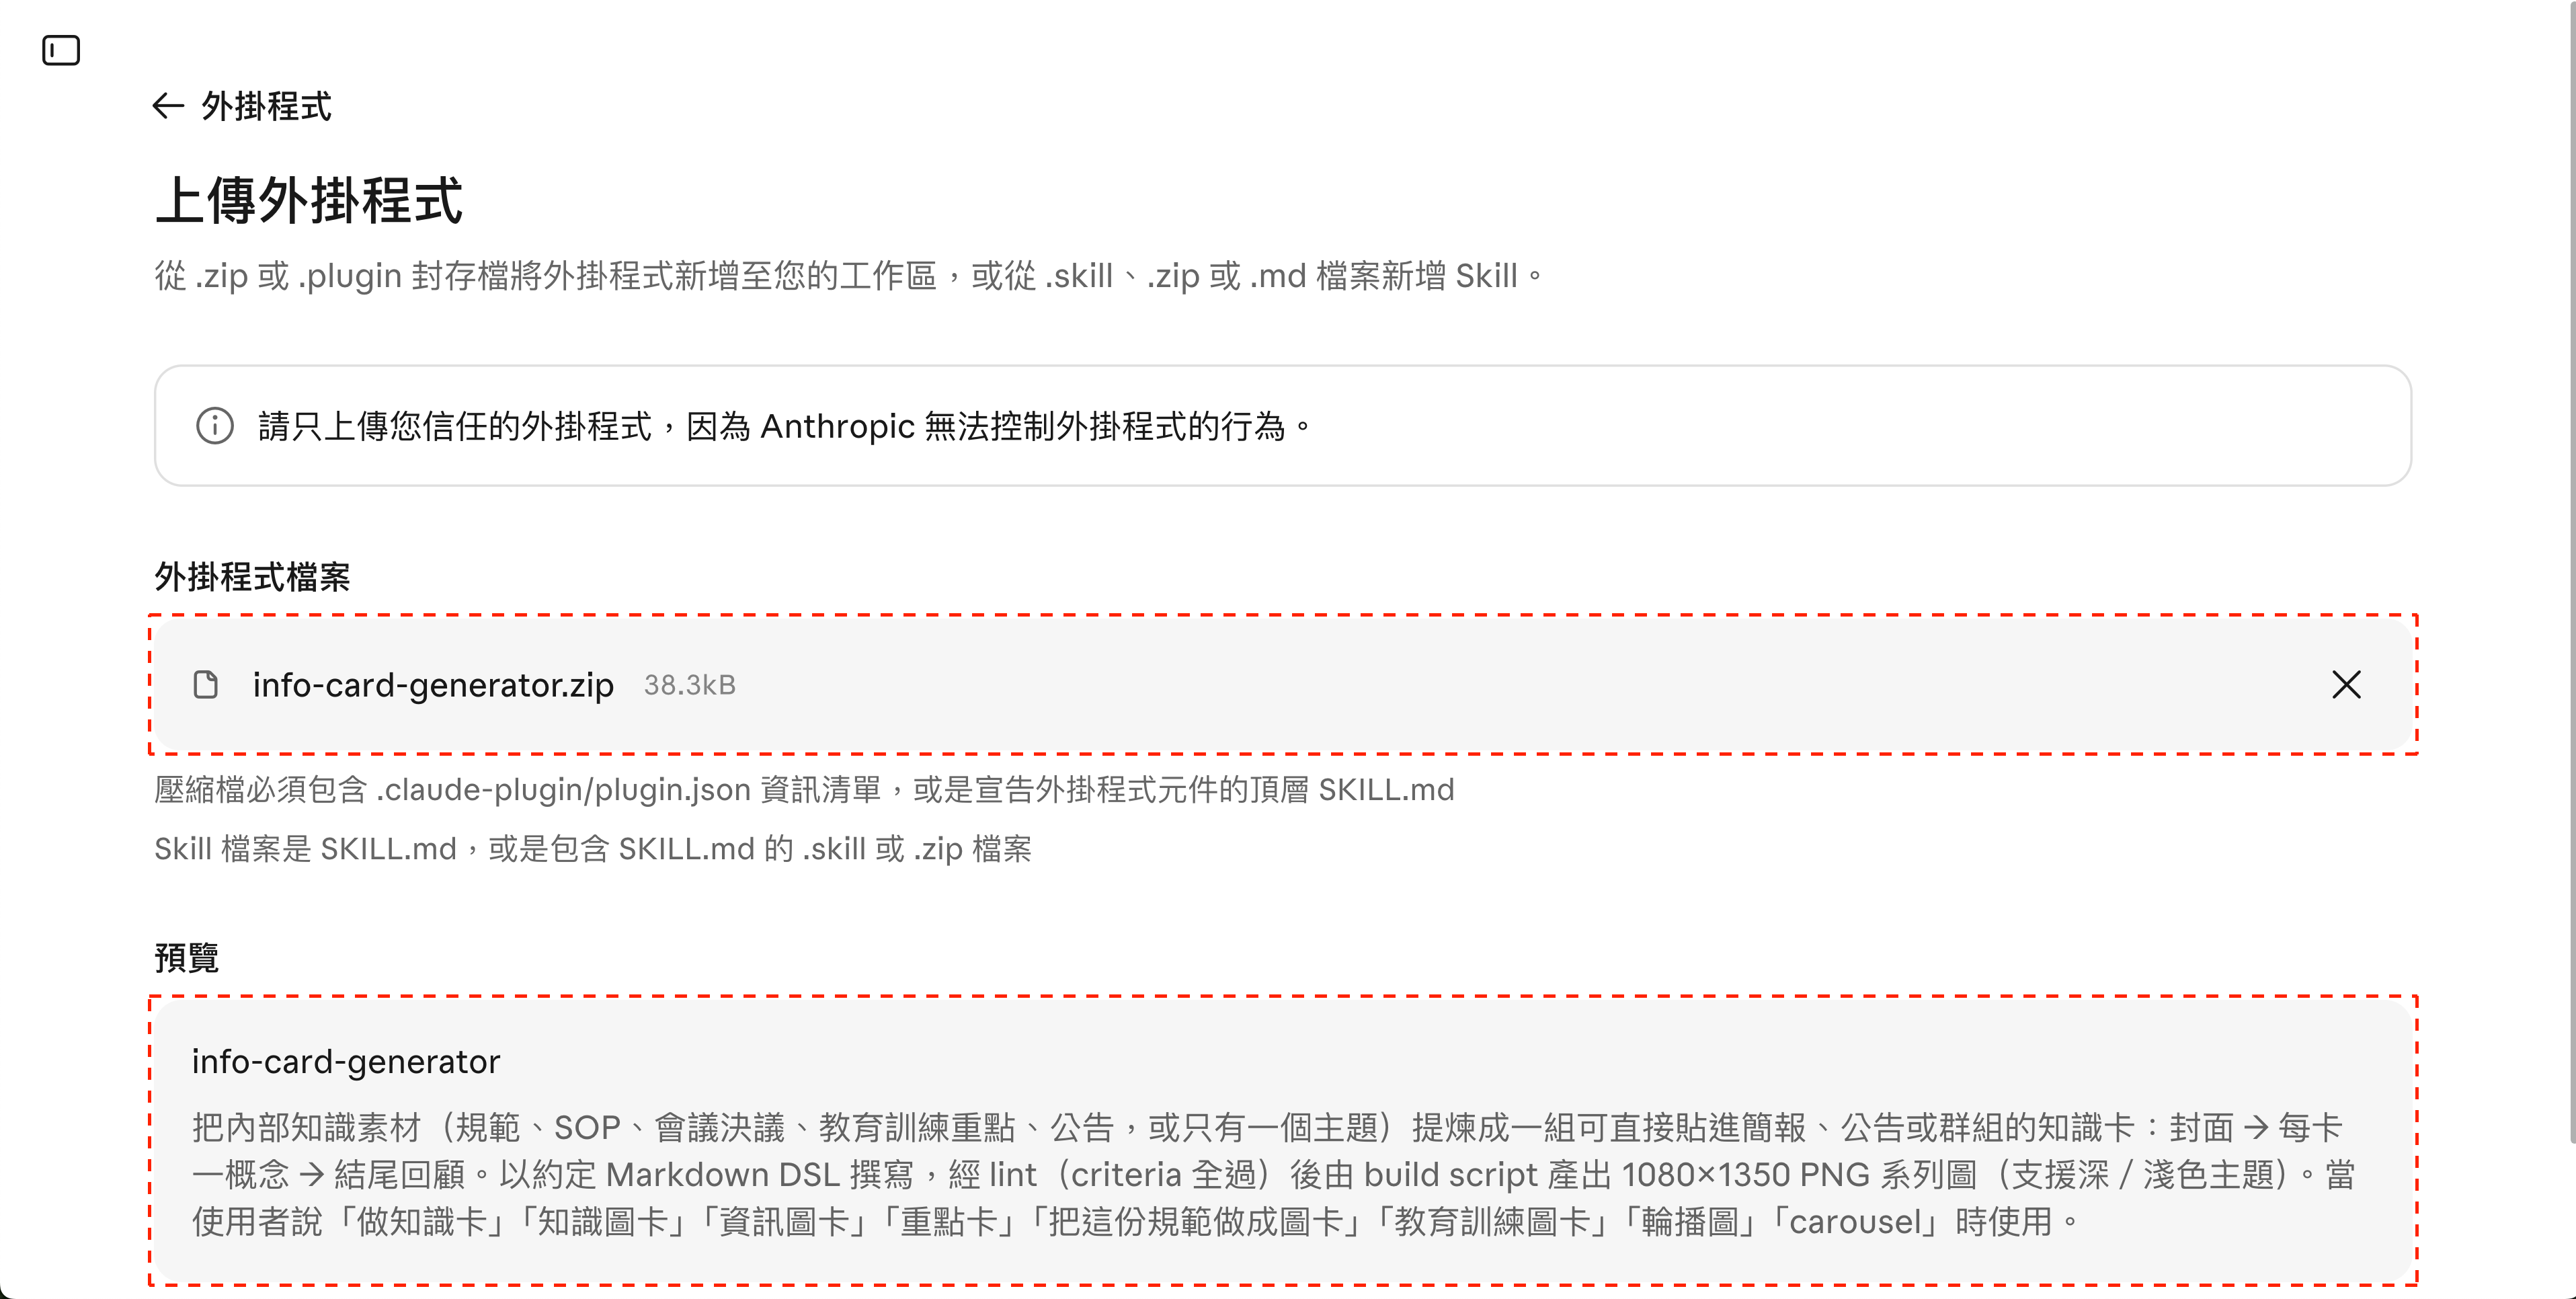 外掛程式
上傳外掛程式
從 .zip 或 .plugin 封存檔將外掛程式新增至您的工作區，或從 .skill、.zip 或 .md 檔案新增 Skill。
請只上傳您信任的外掛程式，因為 Anthropic 無法控制外掛程式的行為。
外掛程式檔案
info-card-generator.zip 38.3kB
壓縮檔必須包含 .claude-plugin/plugin.json 資訊清單，或是宣告外掛程式元件的頂層 SKILL.md
Skill 檔案是 SKILL.md，或是包含 SKILL.md 的 .skill 或 .zip 檔案
預覽
info-card-generator
把內部知識素材（規範、SOP、會議決議、教育訓練重點、公告，或只有一個主題）提煉成一組可直接貼進簡報、公告或群組的知識卡：封面 → 每卡
一概念 → 結尾回顧。以約定 Markdown DSL 撰寫，經 lint（criteria 全過）後由 build script 產出 1080×1350 PNG 系列圖（支援深 / 淺色主題）。當
使用者說「做知識卡」「知識圖卡」「資訊圖卡」「重點卡」「把這份規範做成圖卡」「教育訓練圖卡」「輪播圖」「carousel」時使用。